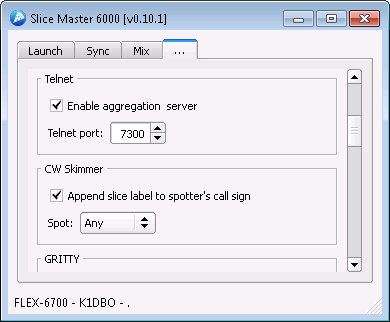 Slice Master 6000 [v0.10.1]
Launch Sync Mix ...
Telnet
Enable aggregation server
Telnet port: 7300
CW Skimmer
Append slice label to spotter's call sign
Spot: Any
GRITTY
FLEX-6700 - K1DBO - .